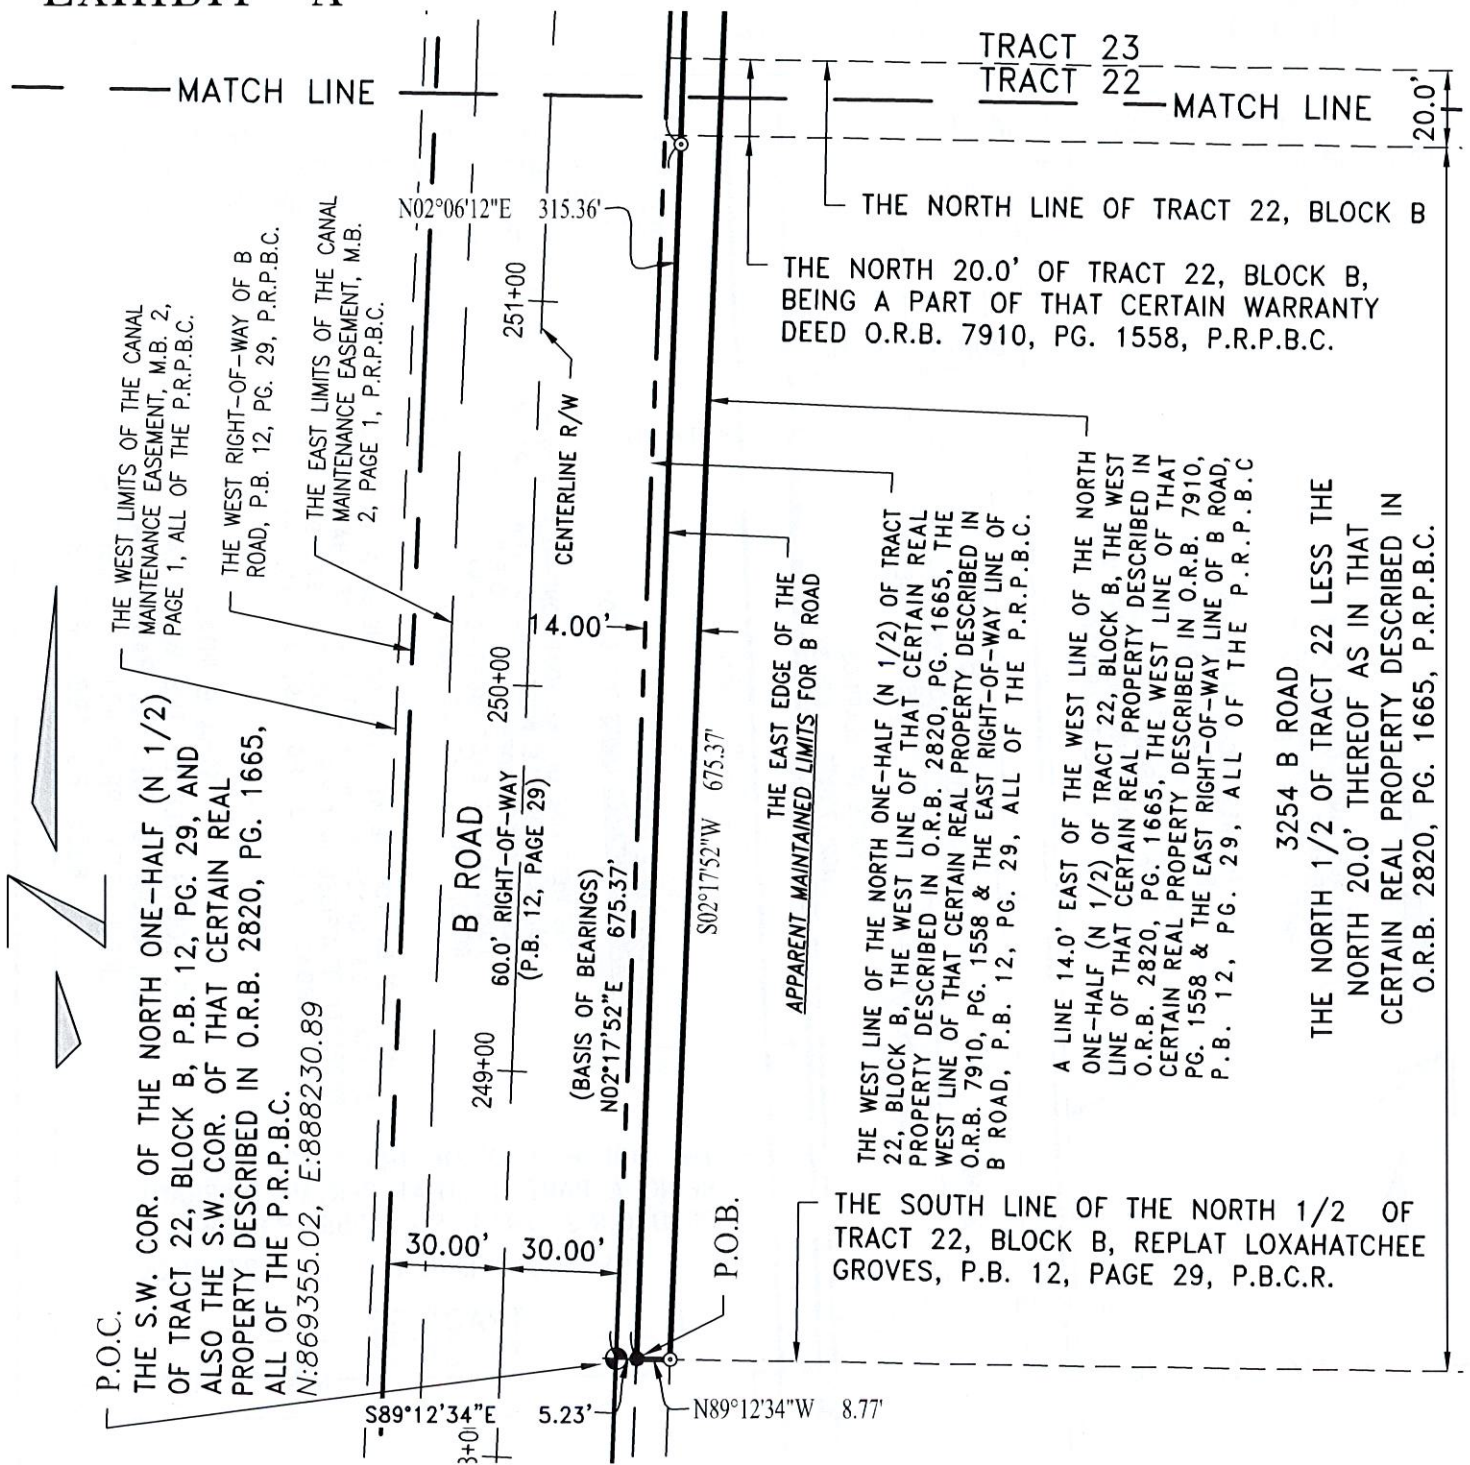 EXHIBIT "A"
TRACT 23
TRACT 22
MATCH LINE
MATCH LINE
20.0'
N02°06'12"E 315.36'
THE NORTH LINE OF TRACT 22, BLOCK B
THE NORTH 20.0' OF TRACT 22, BLOCK B,
BEING A PART OF THAT CERTAIN WARRANTY
DEED O.R.B. 7910, PG. 1558, P.R.P.B.C.
THE WEST LIMITS OF THE CANAL
MAINTENANCE EASEMENT, M.B. 2,
PAGE 1, ALL OF THE P.R.P.B.C.
THE WEST RIGHT-OF-WAY OF B
ROAD, P.B. 12, PG. 29, P.R.P.B.C.
THE EAST LIMITS OF THE CANAL
MAINTENANCE EASEMENT, M.B.
2, PAGE 1, P.R.P.B.C.
251+00
CENTERLINE R/W
14.00'
250+00
B ROAD
60.0' RIGHT-OF-WAY
(P.B. 12, PAGE 29)
249+00
(BASIS OF BEARINGS)
N02°17'52"E 675.37'
S02°17'52"W 675.37'
THE EAST EDGE OF THE
APPARENT MAINTAINED LIMITS FOR B ROAD
THE WEST LINE OF THE NORTH ONE-HALF (N 1/2) OF TRACT
22, BLOCK B, THE WEST LINE OF THAT CERTAIN REAL
PROPERTY DESCRIBED IN O.R.B. 2820, PG. 1665, THE
WEST LINE OF THAT CERTAIN REAL PROPERTY DESCRIBED IN
O.R.B. 7910, PG. 1558 & THE EAST RIGHT-OF-WAY LINE OF
B ROAD, P.B. 12, PG. 29, ALL OF THE P.R.P.B.C.
A LINE 14.0' EAST OF THE WEST LINE OF THE NORTH
ONE-HALF (N 1/2) OF TRACT 22, BLOCK B, THE WEST
LINE OF THAT CERTAIN REAL PROPERTY DESCRIBED IN
O.R.B. 2820, PG. 1665, THE WEST LINE OF THAT
CERTAIN REAL PROPERTY DESCRIBED IN O.R.B. 7910,
PG. 1558 & THE EAST RIGHT-OF-WAY LINE OF B ROAD,
P.B. 12, PG. 29, ALL OF THE P.R.P.B.C
3254 B ROAD
THE NORTH 1/2 OF TRACT 22 LESS THE
NORTH 20.0' THEREOF AS IN THAT
CERTAIN REAL PROPERTY DESCRIBED IN
O.R.B. 2820, PG. 1665, P.R.P.B.C.
P.O.C.
THE S.W. COR. OF THE NORTH ONE-HALF (N 1/2)
OF TRACT 22, BLOCK B, P.B. 12, PG. 29, AND
ALSO THE S.W. COR. OF THAT CERTAIN REAL
PROPERTY DESCRIBED IN O.R.B. 2820, PG. 1665,
ALL OF THE P.R.P.B.C.
N:869355.02, E:888230.89
30.00' 30.00'
P.O.B.
THE SOUTH LINE OF THE NORTH 1/2 OF
TRACT 22, BLOCK B, REPLAT LOXAHATCHEE
GROVES, P.B. 12, PAGE 29, P.B.C.R.
S89°12'34"E 5.23'
N89°12'34"W 8.77'